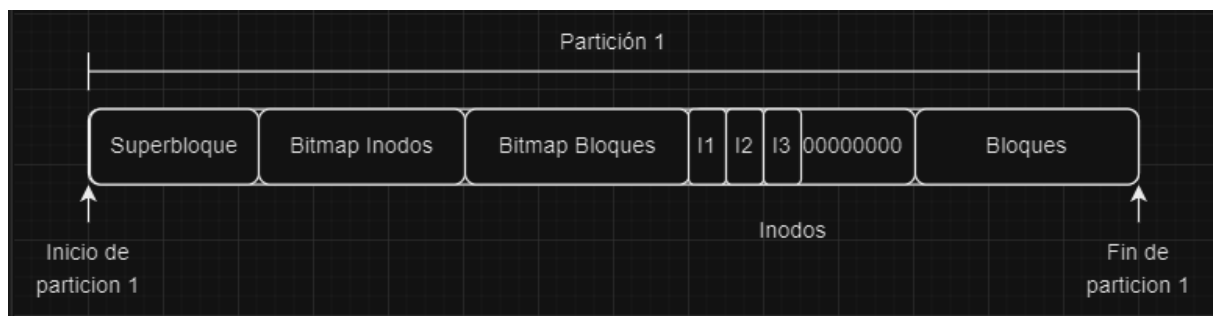 Partición 1
Superbloque
Bitmap Inodos
Bitmap Bloques
I1
I2
I3
00000000
Bloques
Inodos
Inicio de
particion 1
Fin de
particion 1